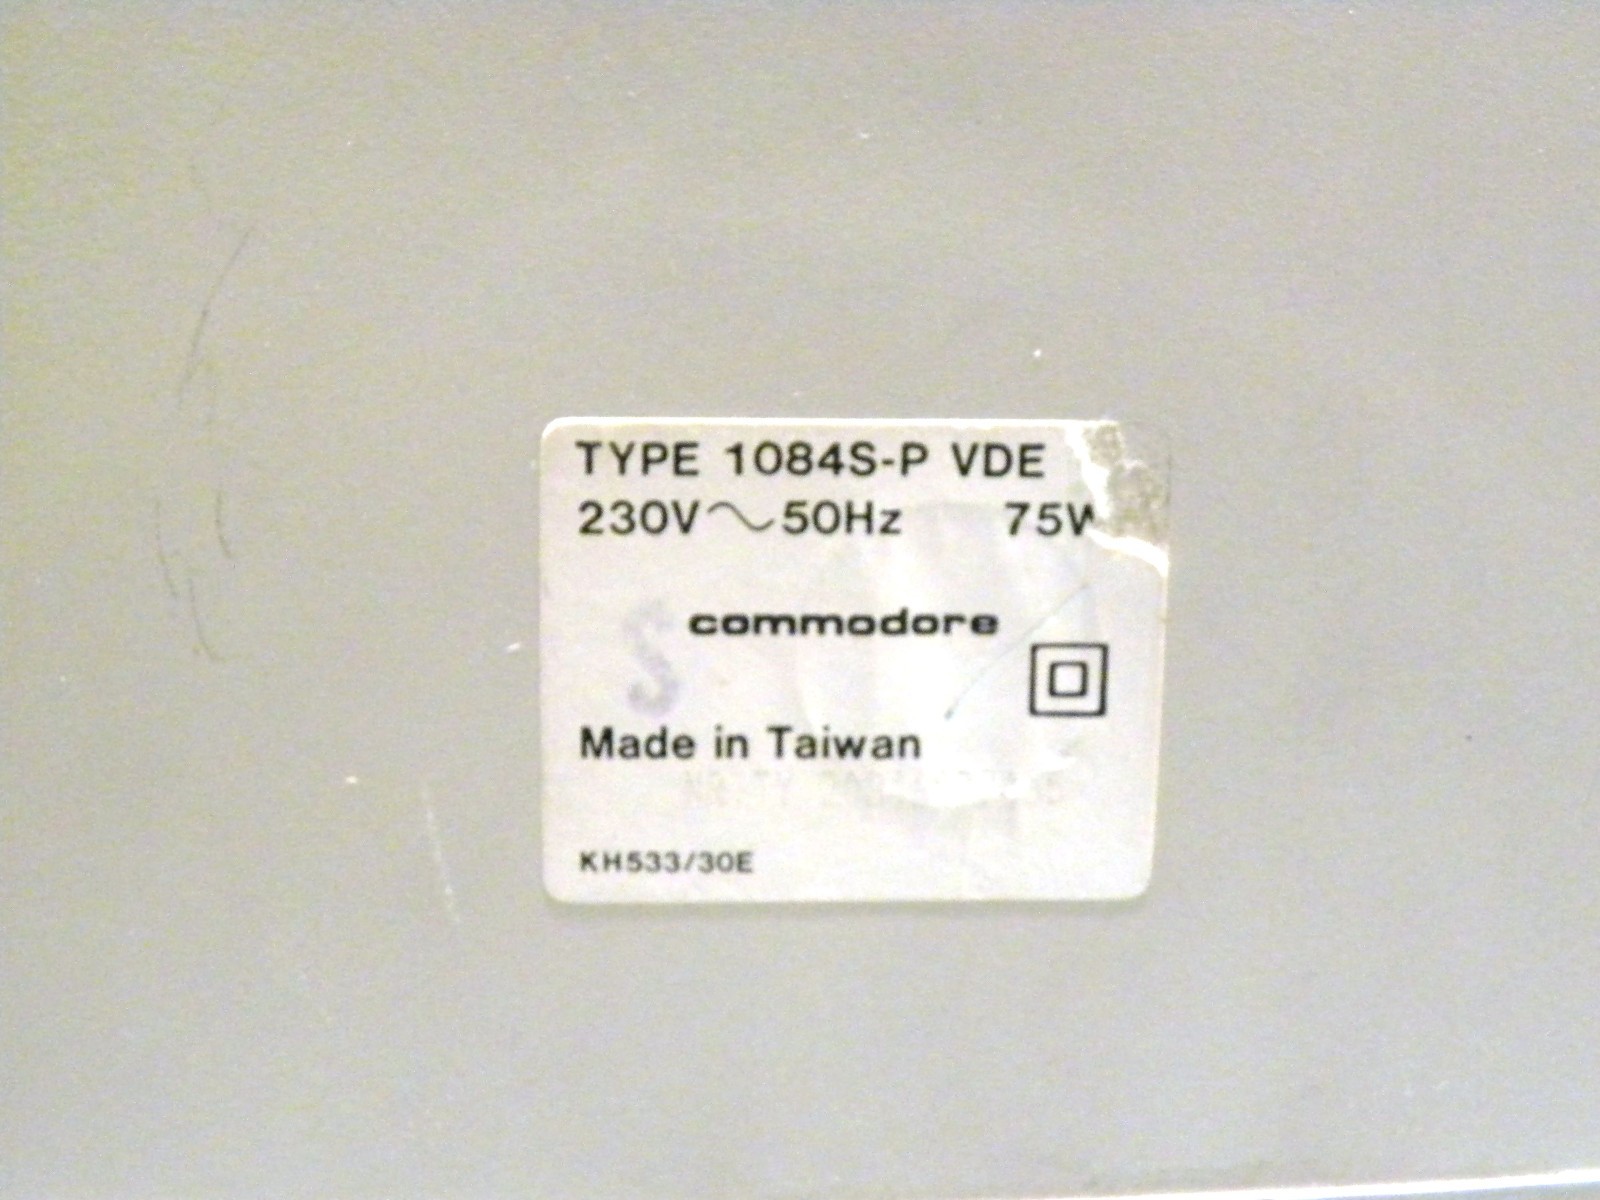 TYPE 1084S-P VDE
230V~50Hz 75W
commodore
Made in Taiwan
KH533/30E